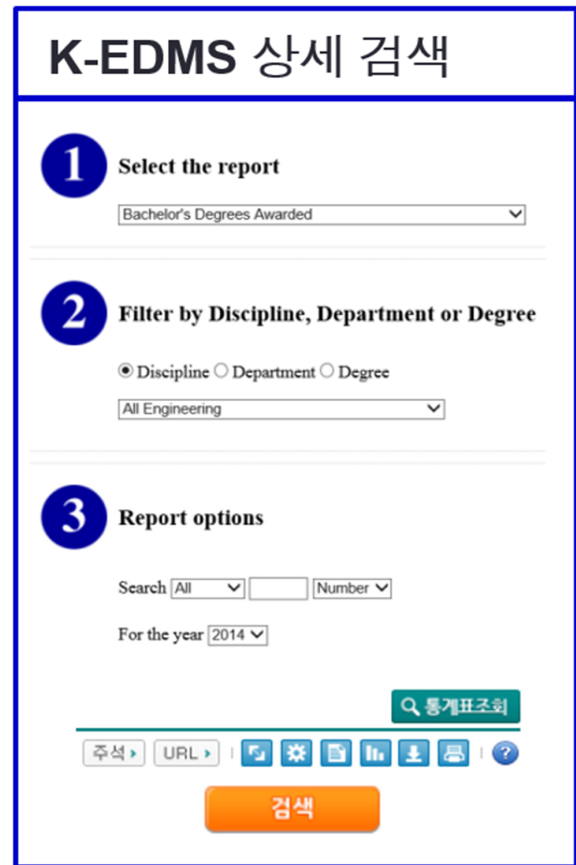 K-EDMS 상세 검색
1 Select the report
Bachelor's Degrees Awarded
2 Filter by Discipline, Department or Degree
Discipline Department Degree
All Engineering
3 Report options
Search All Number
For the year 2014
통계표조회
주석 URL ?
검색